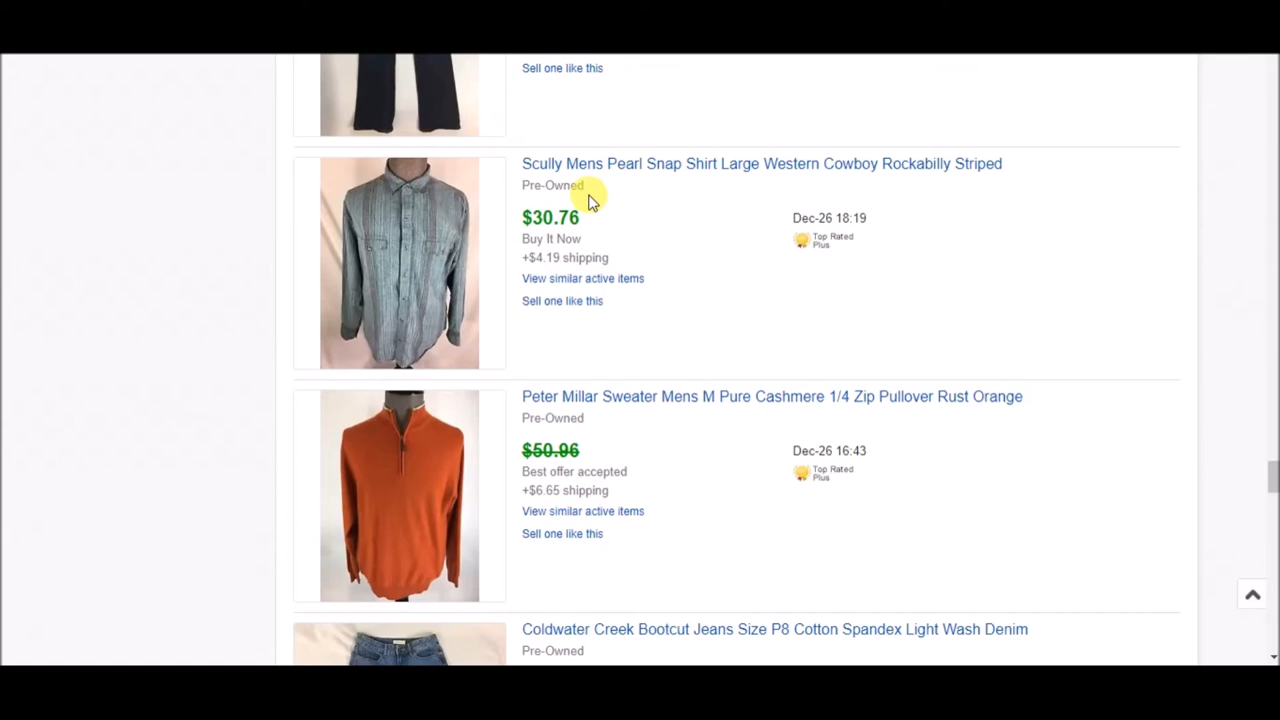 Sell one like this
Scully Mens Pearl Snap Shirt Large Western Cowboy Rockabilly Striped
Pre-Owned
$30.76
Dec-26 18:19
Buy It Now
Top Rated
Plus
+$4.19 shipping
View similar active items
Sell one like this
Peter Millar Sweater Mens M Pure Cashmere 1/4 Zip Pullover Rust Orange
Pre-Owned
$50.96
Dec-26 16:43
Best offer accepted
Top Rated
Plus
+$6.65 shipping
View similar active items
Sell one like this
Coldwater Creek Bootcut Jeans Size P8 Cotton Spandex Light Wash Denim
Pre-Owned